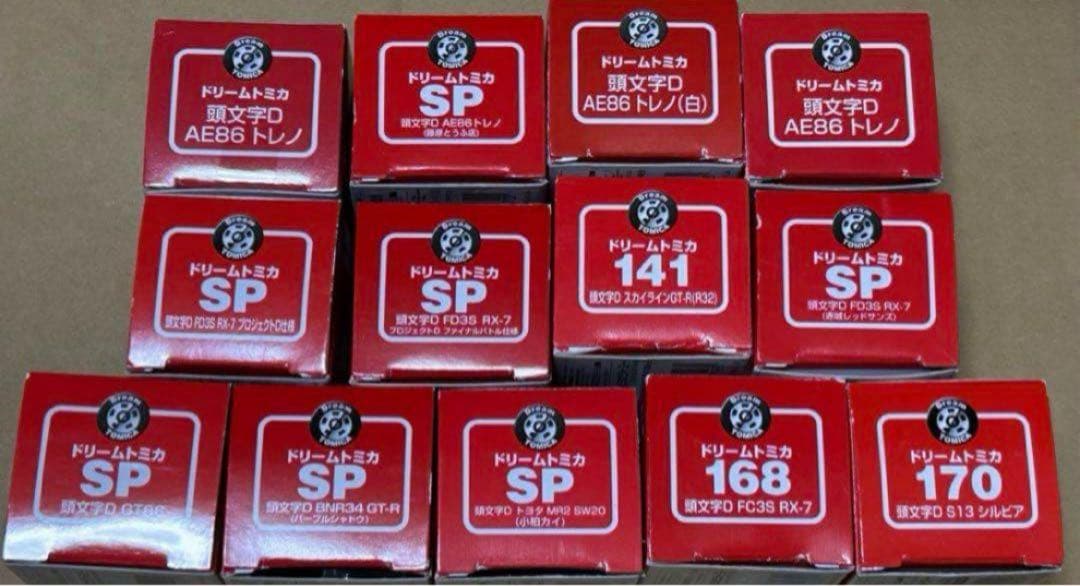 Dream TOMICA
ドリームトミカ
頭文字D
AE86 トレノ
Dream TOMICA
ドリームトミカ
SP
頭文字D AE86トレノ
(藤原とうふ店)
Dream TOMICA
ドリームトミカ
頭文字D
AE86 トレノ(白)
Dream TOMICA
ドリームトミカ
頭文字D
AE86 トレノ
Dream TOMICA
ドリームトミカ
SP
頭文字D FD3S RX-7 プロジェクトD仕様
Dream TOMICA
ドリームトミカ
SP
頭文字D FD3S RX-7
プロジェクトD ファイナルバトル仕様
Dream TOMICA
ドリームトミカ
141
頭文字D スカイラインGT-R(R32)
Dream TOMICA
ドリームトミカ
SP
頭文字D FD3S RX-7
(赤城レッドサンズ)
Dream TOMICA
ドリームトミカ
SP
頭文字D
Dream TOMICA
ドリームトミカ
SP
頭文字D BNR34 GT-R
(パープルシャドウ)
Dream TOMICA
ドリームトミカ
SP
頭文字D トヨタ MR2 SW20
(小柏カイ)
Dream TOMICA
ドリームトミカ
168
頭文字D FC3S RX-7
Dream TOMICA
ドリームトミカ
170
頭文字D S13 シルビア